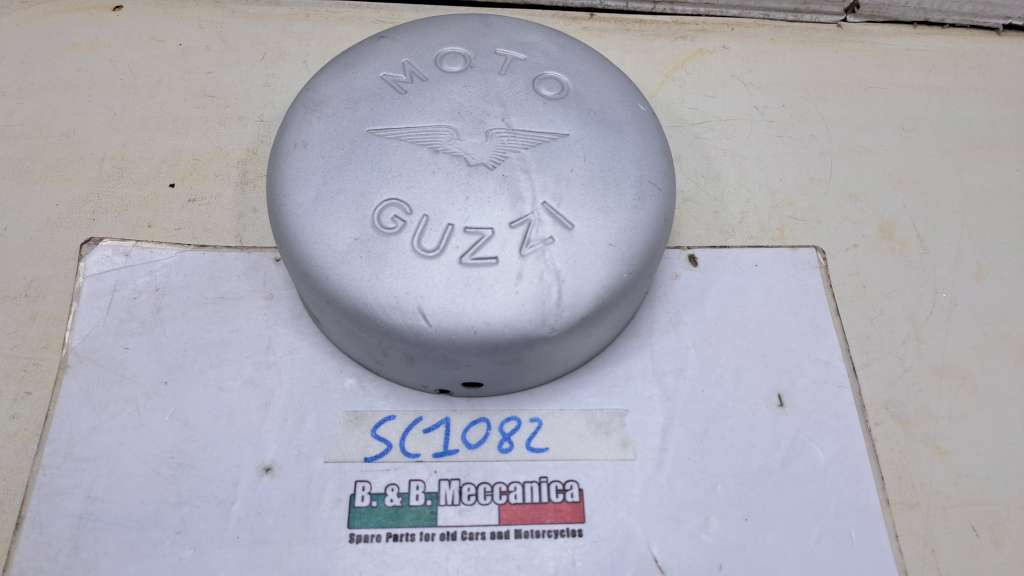 MOTO
GUZZI
SC1082
B. & B. Meccanica
Spare Parts for old Cars and Motorcycles